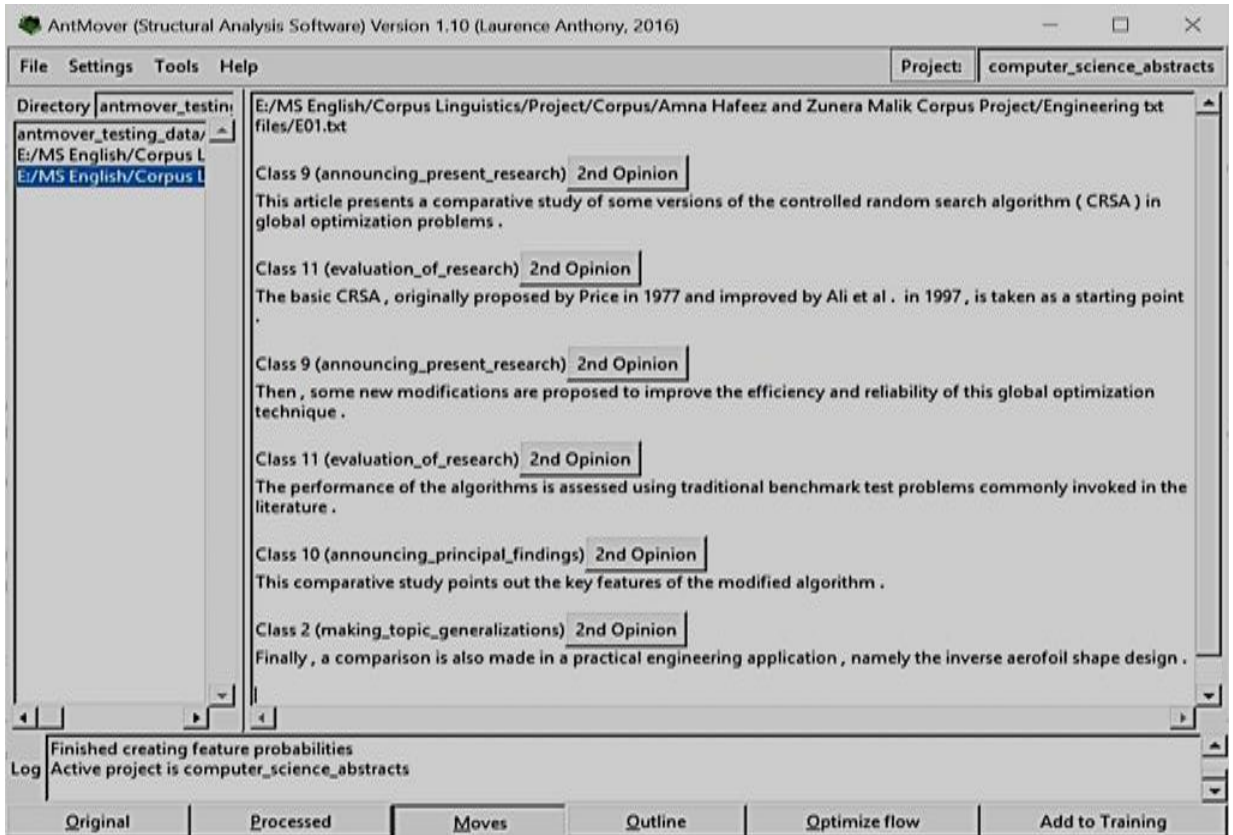 AntMover (Structural Analysis Software) Version 1.10 (Laurence Anthony, 2016)
File Settings Tools Help
Project: computer_science_abstracts
Directory antmover_testing
antmover_testing_data/
E:/MS English/Corpus L
E:/MS English/Corpus L
E:/MS English/Corpus Linguistics/Project/Corpus/Amna Hafeez and Zunera Malik Corpus Project/Engineering txt
files/E01.txt
Class 9 (announcing_present_research) 2nd Opinion
This article presents a comparative study of some versions of the controlled random search algorithm ( CRSA ) in
global optimization problems .
Class 11 (evaluation_of_research) 2nd Opinion
The basic CRSA , originally proposed by Price in 1977 and improved by Ali et al . in 1997 , is taken as a starting point
.
Class 9 (announcing_present_research) 2nd Opinion
Then , some new modifications are proposed to improve the efficiency and reliability of this global optimization
technique .
Class 11 (evaluation_of_research) 2nd Opinion
The performance of the algorithms is assessed using traditional benchmark test problems commonly invoked in the
literature .
Class 10 (announcing_principal_findings) 2nd Opinion
This comparative study points out the key features of the modified algorithm .
Class 2 (making_topic_generalizations) 2nd Opinion
Finally , a comparison is also made in a practical engineering application , namely the inverse aerofoil shape design .
Log
Finished creating feature probabilities
Active project is computer_science_abstracts
Original Processed Moves Outline Optimize flow Add to Training